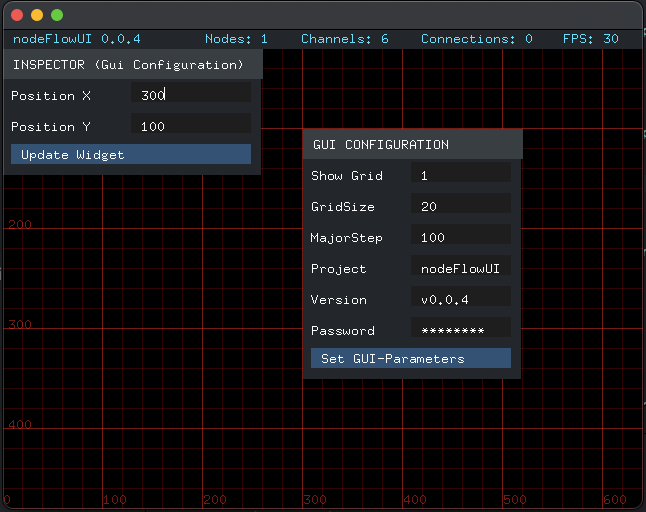 nodeFlowUI 0.0.4 Nodes: 1 Channels: 6 Connections: 0 FPS: 30
INSPECTOR (Gui Configuration)
Position X 300
Position Y 100
Update Widget
GUI CONFIGURATION
Show Grid 1
GridSize 20
MajorStep 100
Project nodeFlowUI
Version v0.0.4
Password ********
Set GUI-Parameters
200
300
400
0 100 200 300 400 500 600